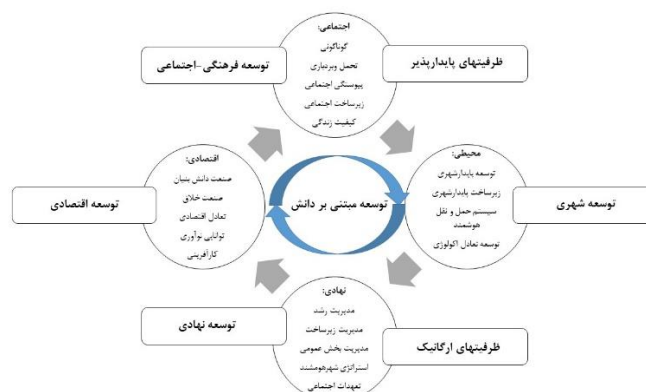 اجتماعی:
گوناگونی
تحمل وبردباری
پیوستگی اجتماعی
زیرساخت اجتماعی
کیفیت زندگی
ظرفیتهای پایدارپذیر
توسعه فرهنگی-اجتماعی
محیطی:
توسعه پایدارشهری
زیرساخت پایدارشهری
سیستم حمل و نقل
هوشمند
توسعه تعادل اکولوژی
توسعه شهری
توسعه مبتنی بر دانش
اقتصادی:
صنعت دانش بنیان
صنعت خلاق
تعادل اقتصادی
توانایی نوآوری
کارآفرینی
توسعه اقتصادی
نهادی:
مدیریت رشد
مدیریت زیرساخت
مدیریت بخش عمومی
استراتژی شهرهوشمند
تعهدات اجتماعی
ظرفیتهای ارگانیک
توسعه نهادی